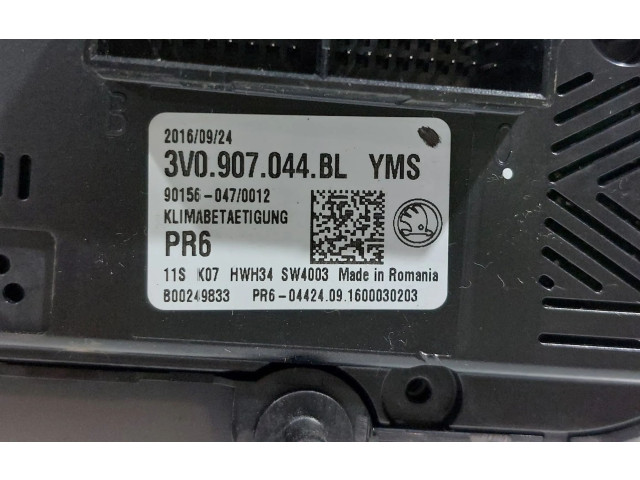 B
2016/09/24
3V0.907.044.BL YMS
90156-047/0012
KLIMABETAETIGUNG
PR6
11S K07 HWH34 SW4003 Made in Romania
B00249833 PR6-04424.09.1600030203